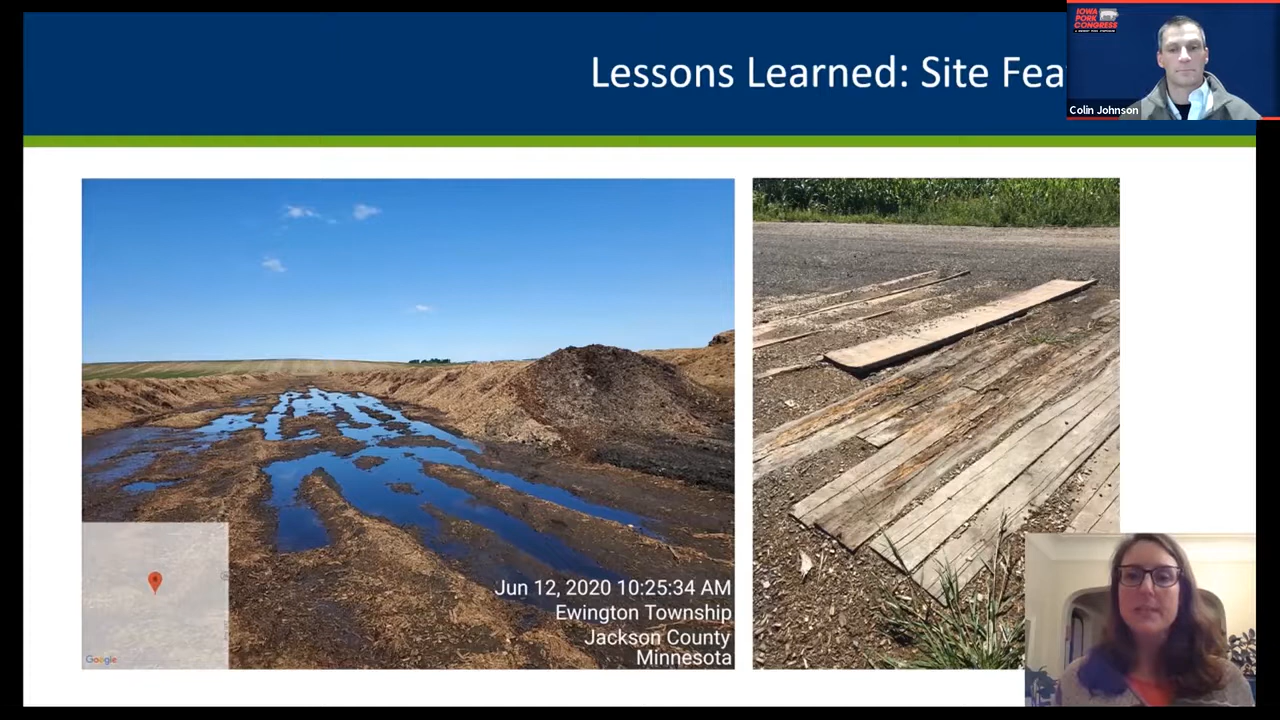 Lessons Learned: Site Fea
IOWA
PORK
CONGRESS
Colin Johnson
Jun 12, 2020 10:25:34 AM
Ewington Township
Jackson County
Minnesota
Google